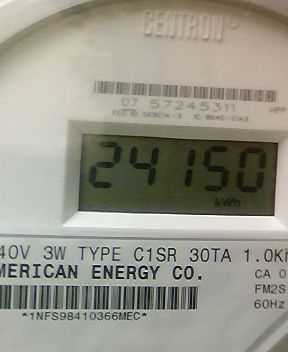 CENTRON
07 57245311
24150
kWh
40V 3W TYPE C1SR 30TA 1.0Kh
MERICAN ENERGY CO.
CA 0
FM2S
60Hz
*1NFS98410366MEC*